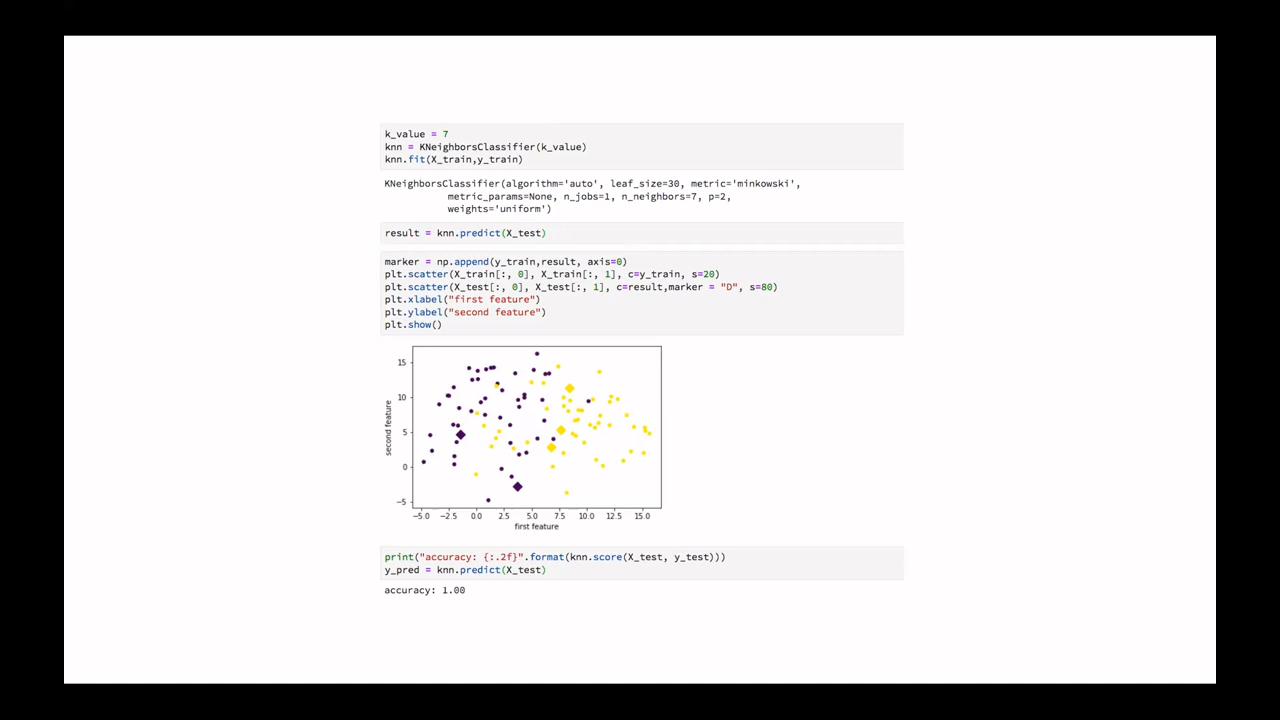 k_value = 7
knn = KNeighborsClassifier(k_value)
knn.fit(X_train,y_train)
KNeighborsClassifier(algorithm='auto', leaf_size=30, metric='minkowski',
metric_params=None, n_jobs=1, n_neighbors=7, p=2,
weights='uniform')
result = knn.predict(X_test)
marker = np.append(y_train,result, axis=0)
plt.scatter(X_train[:, 0], X_train[:, 1], c=y_train, s=20)
plt.scatter(X_test[:, 0], X_test[:, 1], c=result,marker = "D", s=80)
plt.xlabel("first feature")
plt.ylabel("second feature")
plt.show()
15
10
5
0
−5
second feature
−5.0 −2.5 0.0 2.5 5.0 7.5 10.0 12.5 15.0
first feature
print("accuracy: {:.2f}".format(knn.score(X_test, y_test)))
y_pred = knn.predict(X_test)
accuracy: 1.00